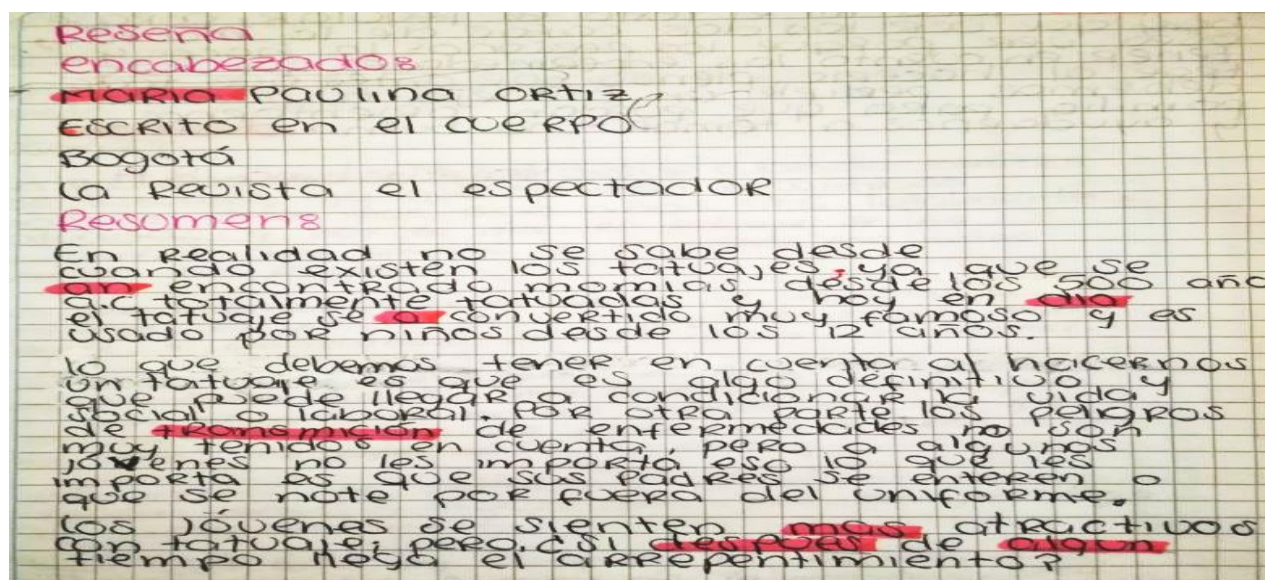 Reseña
encabezado:
MARIA PAULINA ORTIZ
ESCRITO en el CUERPO
Bogotá
la Revista el espectadoR
Resumen:
En Realidad no se sabe desde
cuando existen los tatuajes, ya que se
an encontrado momias desde los 500 año
a.c totalmente tatuadas y hoy en dia
el tatuaje se a convertido muy famoso y es
usado por niños desde los 12 años.
lo que debemos tener en cuenta al hacernos
un tatuaje es que es algo definitivo y
que puede llegar a condicionar la vida
social o laboral. Por otra parte los peligros
de transmición de enfermedades no son
muy tenidos en cuenta, pero a algunos
jovenes no les importa eso lo que les
importa es que sus padres se enteren o
que se note por fuera del uniforme.
los jóvenes se sienten mas atractivos
con tatuaje, pero, ¿si despues de algun
tiempo llega el arrepentimiento?